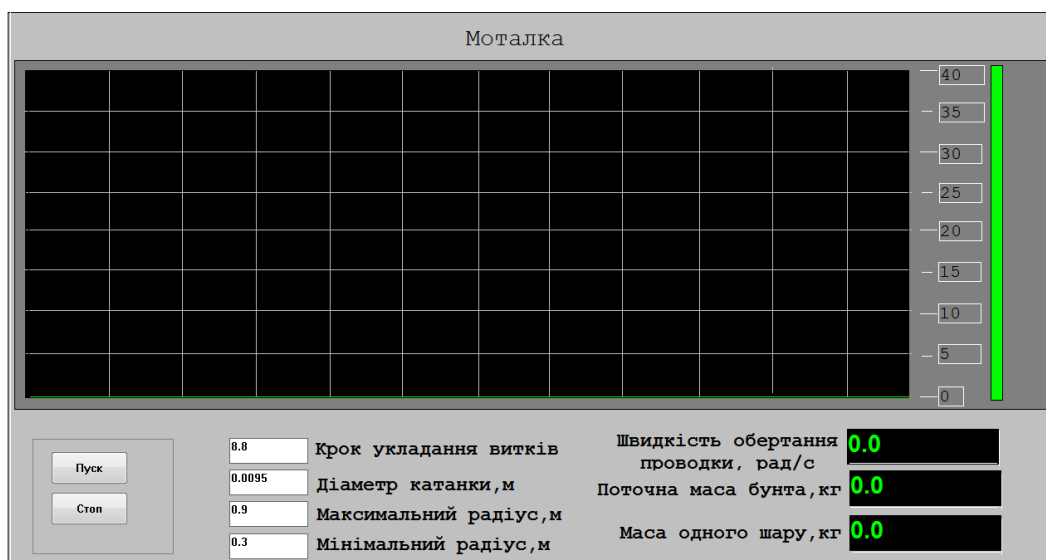 Моталка
40
35
30
25
20
15
10
5
0
Пуск
Стоп
8.8 Крок укладання витків
0.0095 Діаметр катанки,м
0.9 Максимальний радіус,м
0.3 Мінімальний радіус,м
Швидкість обертання
проводки, рад/с
0.0
Поточна маса бунта,кг 0.0
Маса одного шару,кг 0.0